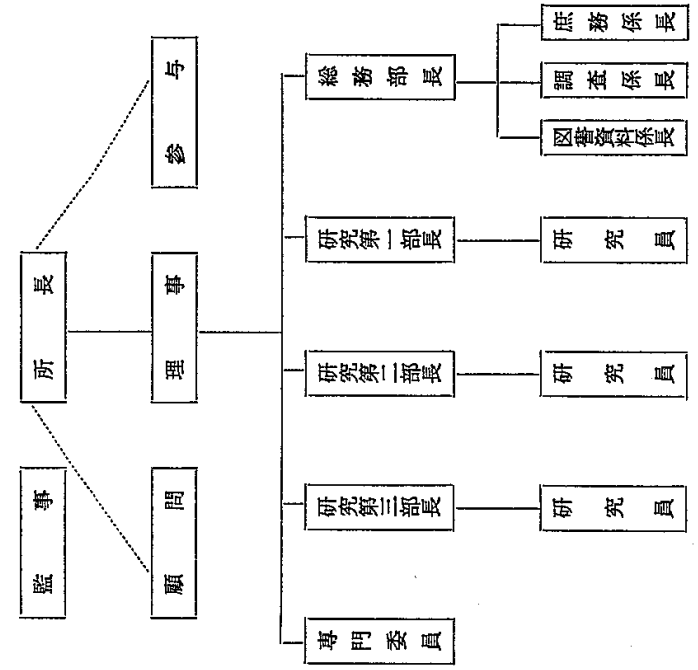 所長
監事
顧問
理事
参与
総務部長
研究第一部長
研究第二部長
研究第三部長
専門委員
庶務係長
調査係長
図書資料係長
研究員
研究員
研究員